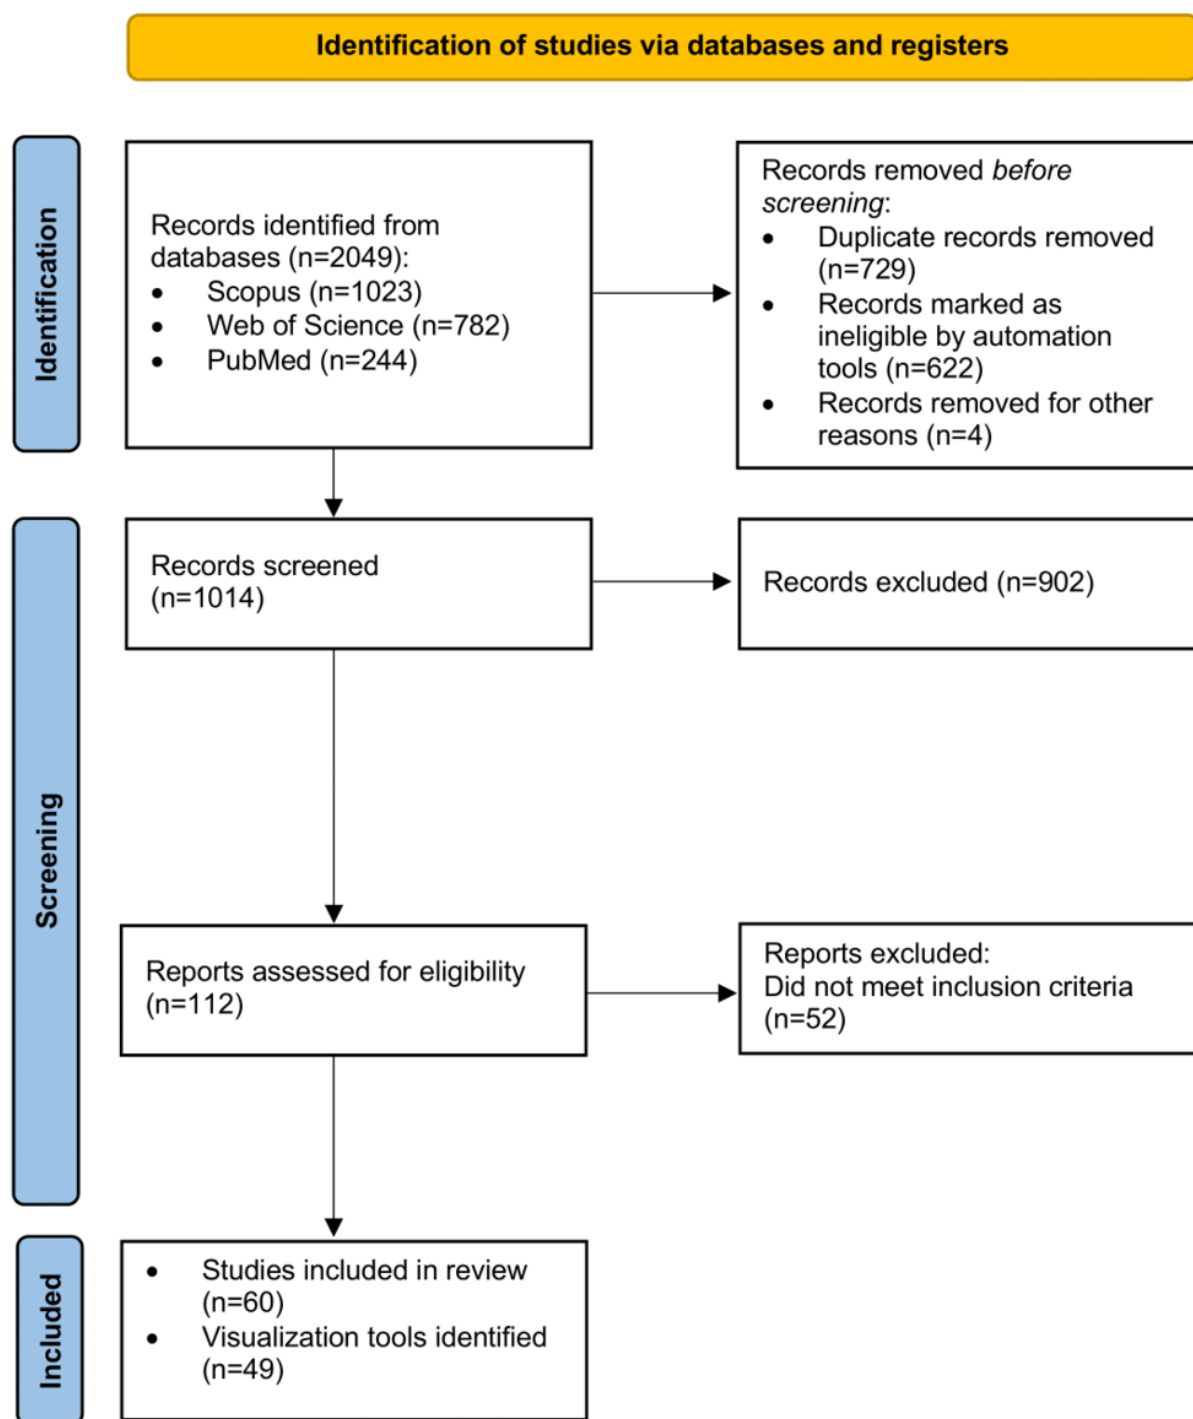 Identification of studies via databases and registers
Identification
Records identified from
databases (n=2049):
• Scopus (n=1023)
• Web of Science (n=782)
• PubMed (n=244)
Records removed before
screening:
• Duplicate records removed
(n=729)
• Records marked as
ineligible by automation
tools (n=622)
• Records removed for other
reasons (n=4)
Screening
Records screened
(n=1014)
Records excluded (n=902)
Reports assessed for eligibility
(n=112)
Reports excluded:
Did not meet inclusion criteria
(n=52)
Included
• Studies included in review
(n=60)
• Visualization tools identified
(n=49)